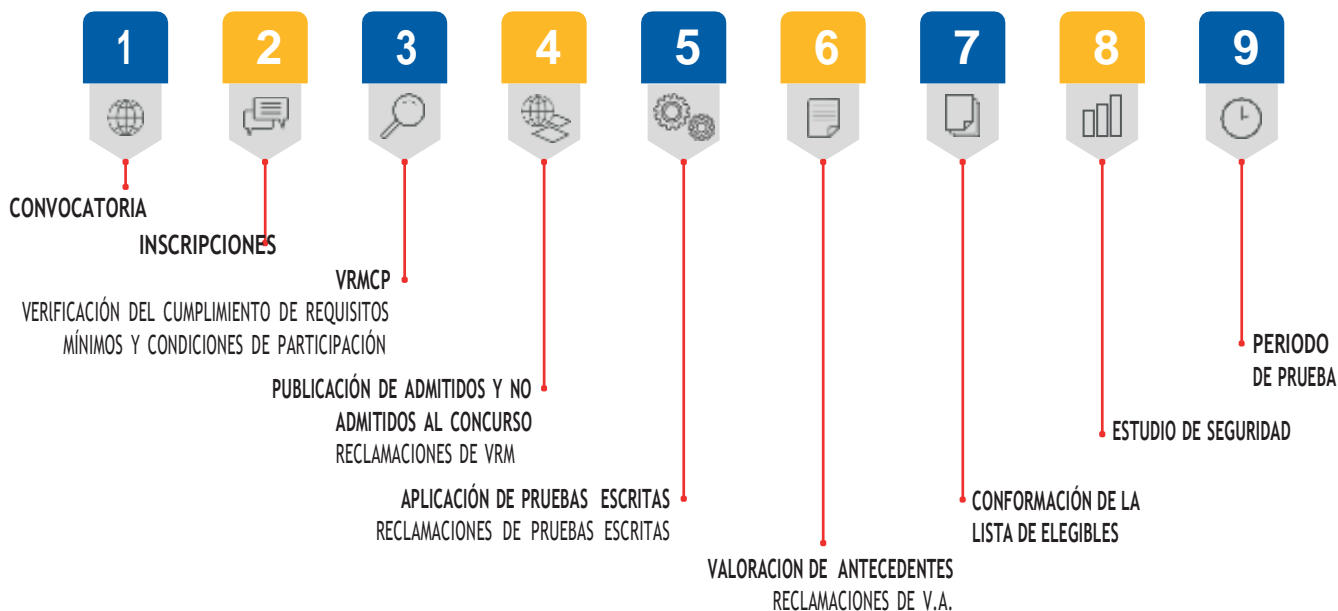 1
2
3
4
5
6
7
8
9
CONVOCATORIA
INSCRIPCIONES
VRMCP
VERIFICACIÓN DEL CUMPLIMIENTO DE REQUISITOS
MÍNIMOS Y CONDICIONES DE PARTICIPACIÓN
PUBLICACIÓN DE ADMITIDOS Y NO
ADMITIDOS AL CONCURSO
RECLAMACIONES DE VRM
APLICACIÓN DE PRUEBAS ESCRITAS
RECLAMACIONES DE PRUEBAS ESCRITAS
VALORACION DE ANTECEDENTES
RECLAMACIONES DE V.A.
CONFORMACIÓN DE LA
LISTA DE ELEGIBLES
ESTUDIO DE SEGURIDAD
PERIODO
DE PRUEBA